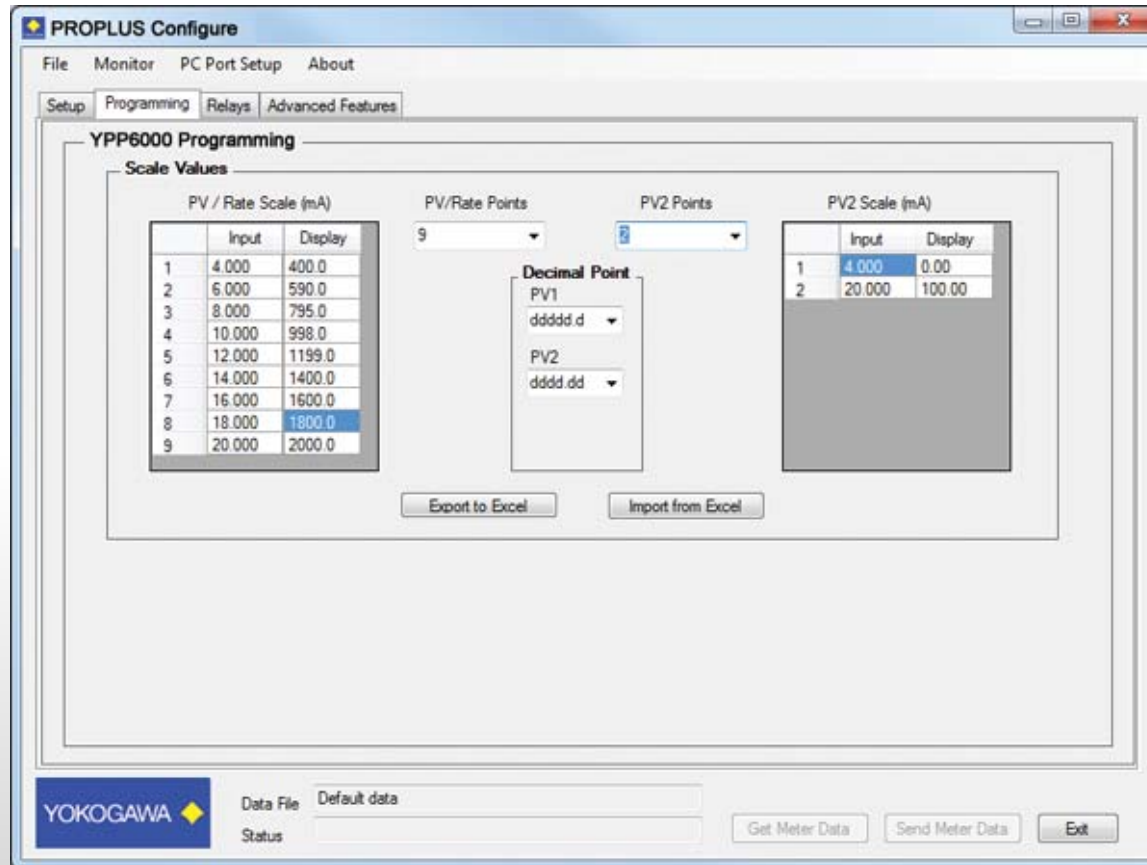 PROPLUS Configure
File Monitor PC Port Setup About
Setup Programming Relays Advanced Features
YPP6000 Programming
Scale Values
PV / Rate Scale (mA) PV/Rate Points PV2 Points PV2 Scale (mA)
9 2
Input Display
1 4.000 400.0
2 6.000 590.0
3 8.000 795.0
4 10.000 998.0
5 12.000 1199.0
6 14.000 1400.0
7 16.000 1600.0
8 18.000 1800.0
9 20.000 2000.0
Decimal Point
PV1
ddddd.d
PV2
dddd.dd
Input Display
1 4.000 0.00
2 20.000 100.00
Export to Excel Import from Excel
YOKOGAWA
Data File Default data
Status
Get Meter Data Send Meter Data Exit